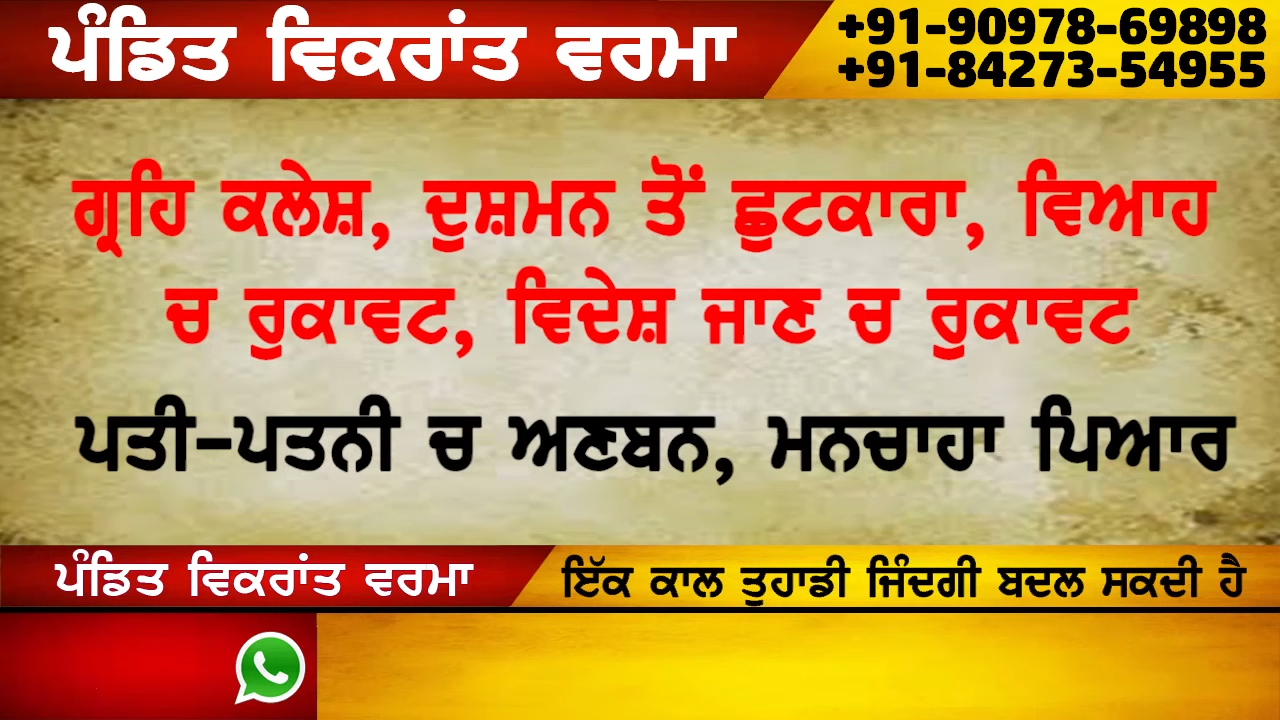 ਪੰਡਿਤ ਵਿਕਰਾਂਤ ਵਰਮਾ
+91-90978-69898
+91-84273-54955
ਗ੍ਰਹਿ ਕਲੇਸ਼, ਦੁਸ਼ਮਨ ਤੋਂ ਛੁਟਕਾਰਾ, ਵਿਆਹ
ਚ ਰੁਕਾਵਟ, ਵਿਦੇਸ਼ ਜਾਣ ਚ ਰੁਕਾਵਟ
ਪਤੀ-ਪਤਨੀ ਚ ਅਣਬਨ, ਮਨਚਾਹਾ ਪਿਆਰ
ਪੰਡਿਤ ਵਿਕਰਾਂਤ ਵਰਮਾ
ਇੱਕ ਕਾਲ ਤੁਹਾਡੀ ਜਿੰਦਗੀ ਬਦਲ ਸਕਦੀ ਹੈ